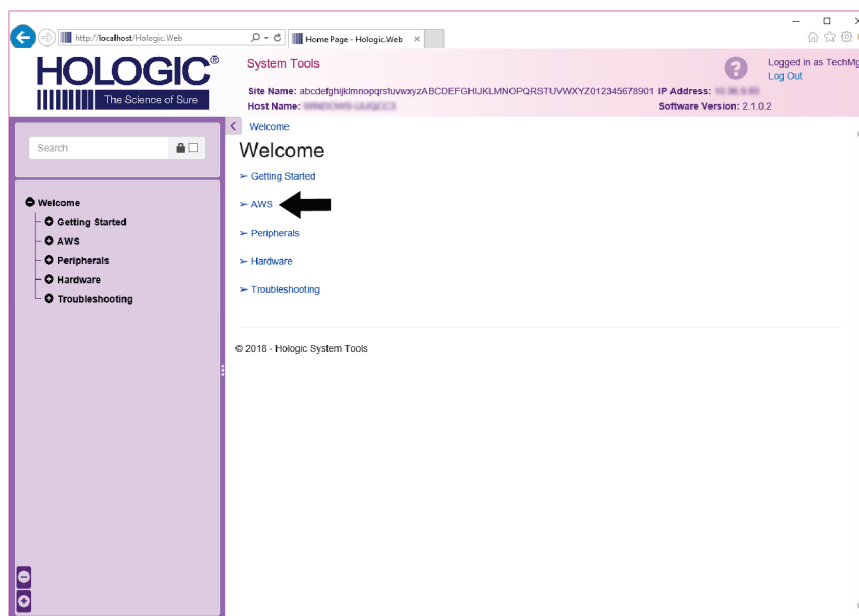 http://localhost/Hologic.Web
Home Page - Hologic.Web
HOLOGIC®
The Science of Sure
System Tools
Logged in as TechMg
Log Out
Site Name: abcdefghijklmnopqrstuvwxyzABCDEFGHIJKLMNOPQRSTUVWXYZ012345678901 IP Address:
Host Name:
Software Version: 2.1.0.2
Search
Welcome
Getting Started
AWS
Peripherals
Hardware
Troubleshooting
Welcome
Welcome
➢ Getting Started
➢ AWS
➢ Peripherals
➢ Hardware
➢ Troubleshooting
© 2018 - Hologic System Tools